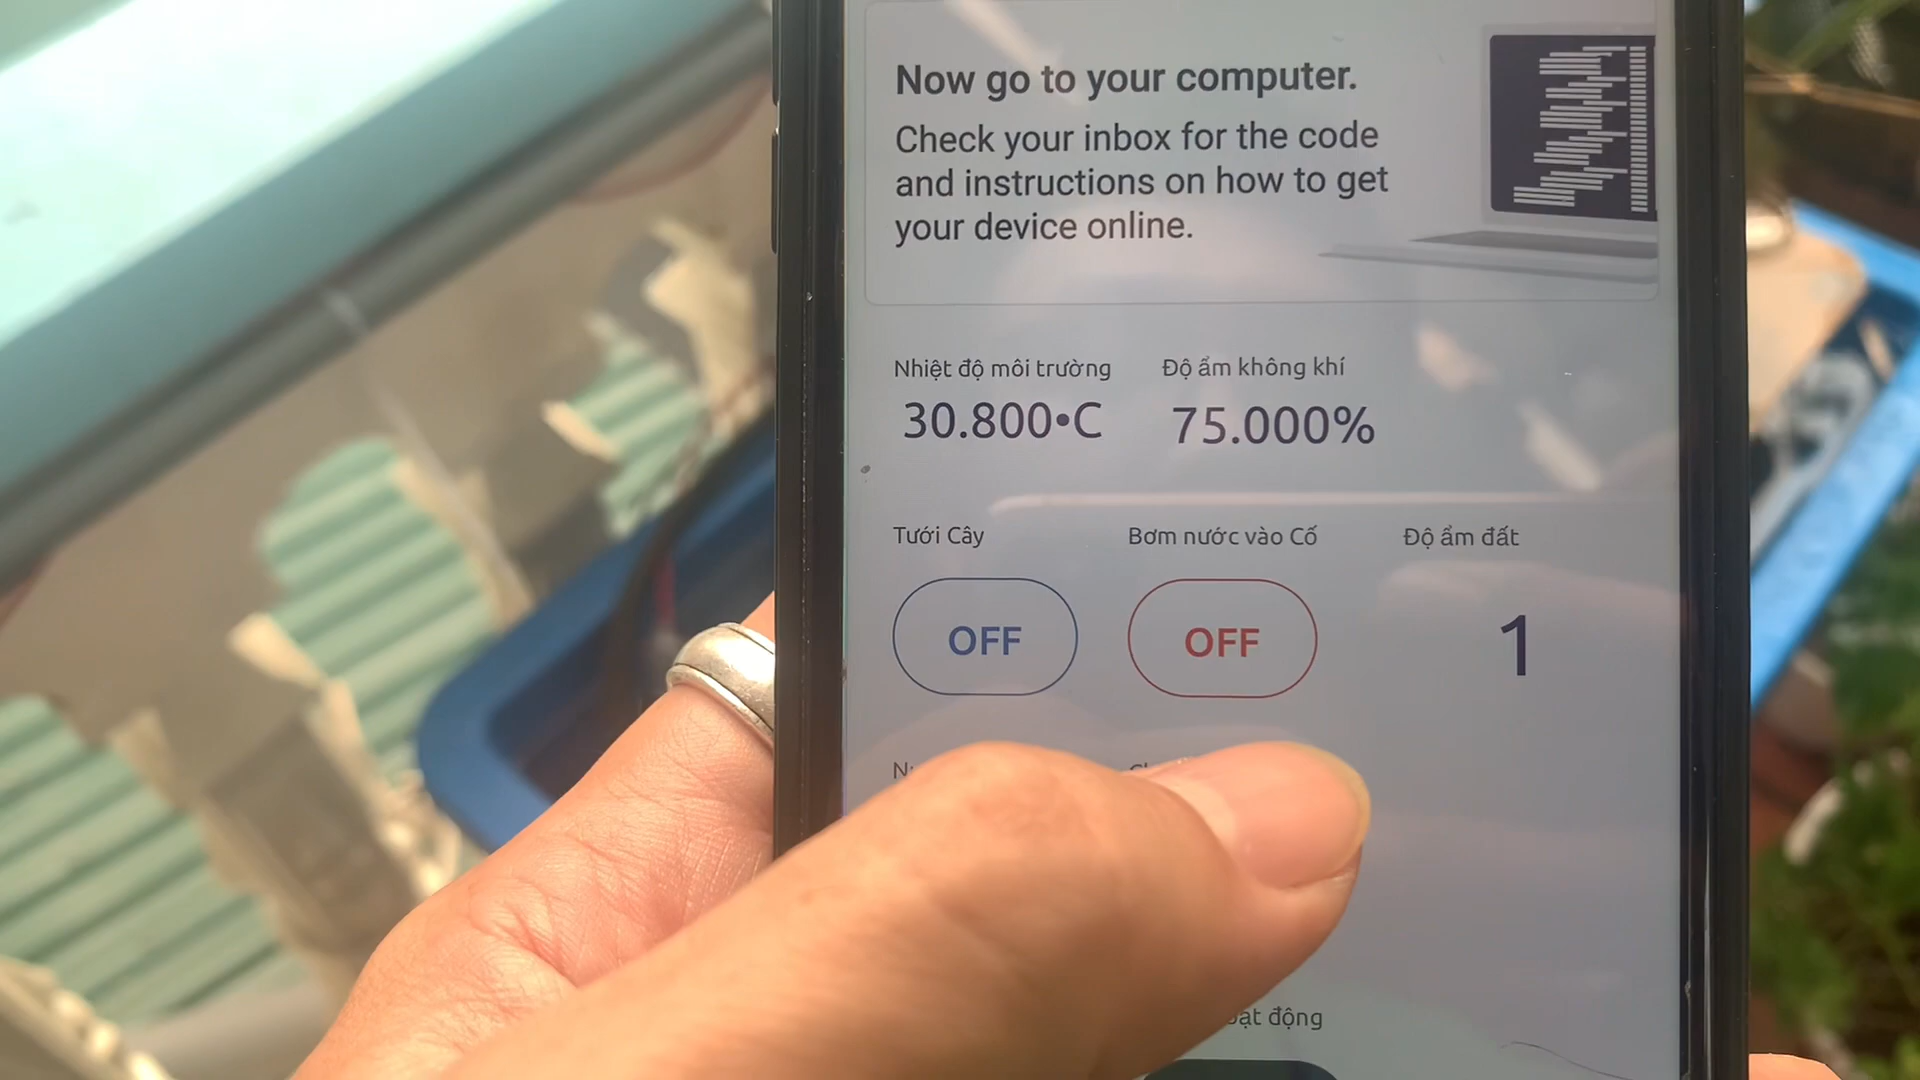 Now go to your computer.
Check your inbox for the code
and instructions on how to get
your device online.
Nhiệt độ môi trường Độ ẩm không khí
30.800•C 75.000%
Tưới Cây Bơm nước vào Cố Độ ẩm đất
OFF OFF 1
động